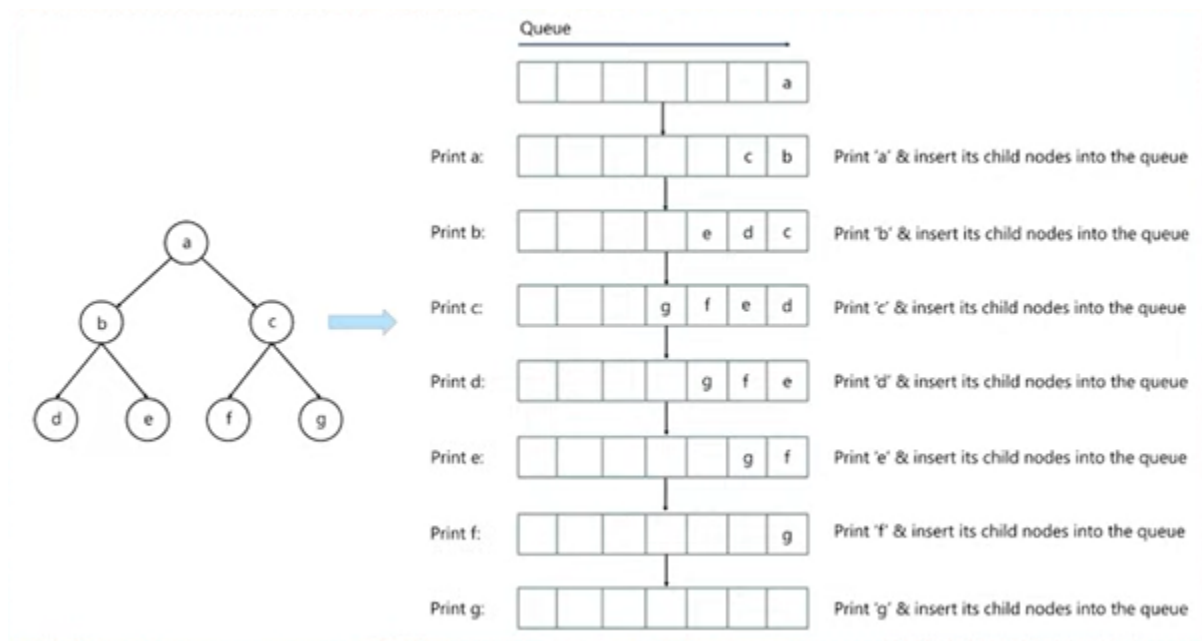 Queue
a
Print a: c b Print 'a' & insert its child nodes into the queue
Print b: e d c Print 'b' & insert its child nodes into the queue
Print c: g f e d Print 'c' & insert its child nodes into the queue
Print d: g f e Print 'd' & insert its child nodes into the queue
Print e: g f Print 'e' & insert its child nodes into the queue
Print f: g Print 'f' & insert its child nodes into the queue
Print g: Print 'g' & insert its child nodes into the queue
a
b c
d e f g